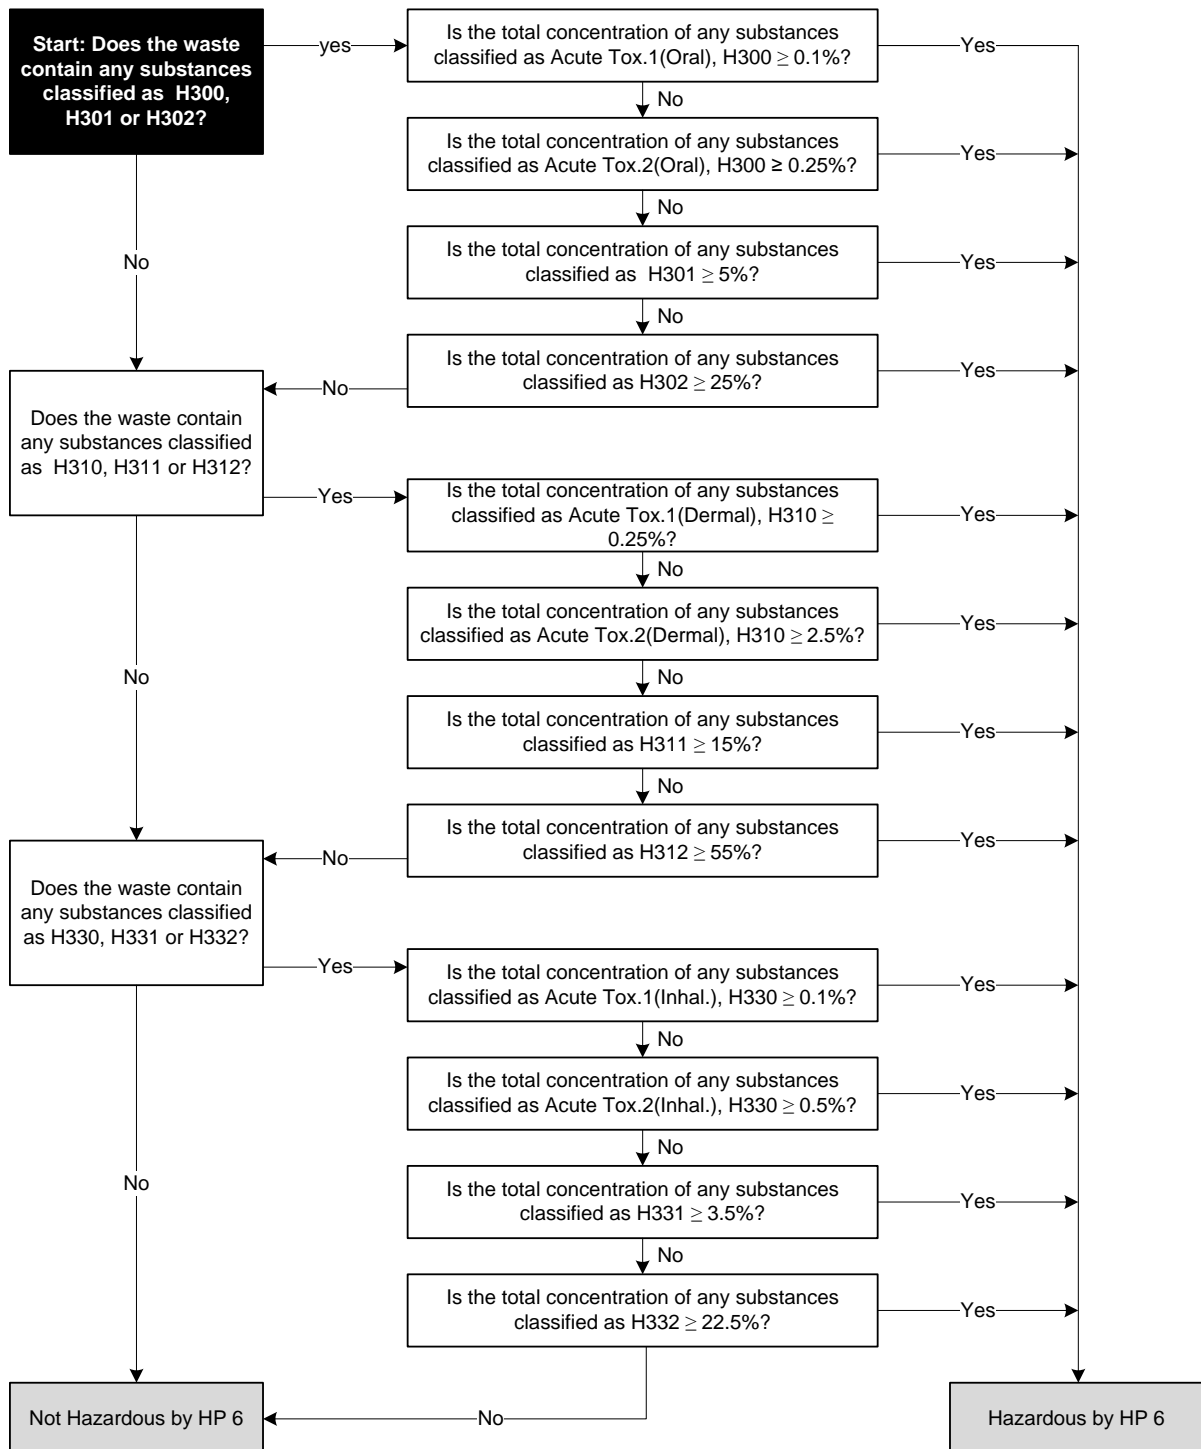 Start: Does the waste
contain any substances
classified as  H300,
H301 or H302?
yes
Is the total concentration of any substances
classified as Acute Tox.1(Oral), H300 ≥ 0.1%?
Yes
No
Is the total concentration of any substances
classified as Acute Tox.2(Oral), H300 ≥ 0.25%?
Yes
No
Is the total concentration of any substances
classified as  H301 ≥ 5%?
Yes
No
No
Is the total concentration of any substances
classified as H302 ≥ 25%?
Yes
No
Does the waste contain
any substances classified
as  H310, H311 or H312?
Yes
Is the total concentration of any substances
classified as Acute Tox.1(Dermal), H310 ≥
0.25%?
Yes
No
Is the total concentration of any substances
classified as Acute Tox.2(Dermal), H310 ≥ 2.5%?
Yes
No
No
Is the total concentration of any substances
classified as H311 ≥ 15%?
Yes
No
Is the total concentration of any substances
classified as H312 ≥ 55%?
Yes
No
Does the waste contain
any substances classified
as H330, H331 or H332?
Yes
Is the total concentration of any substances
classified as Acute Tox.1(Inhal.), H330 ≥ 0.1%?
Yes
No
Is the total concentration of any substances
classified as Acute Tox.2(Inhal.), H330 ≥ 0.5%?
Yes
No
No
Is the total concentration of any substances
classified as H331 ≥ 3.5%?
Yes
No
Is the total concentration of any substances
classified as H332 ≥ 22.5%?
Yes
Not Hazardous by HP 6
No
Hazardous by HP 6